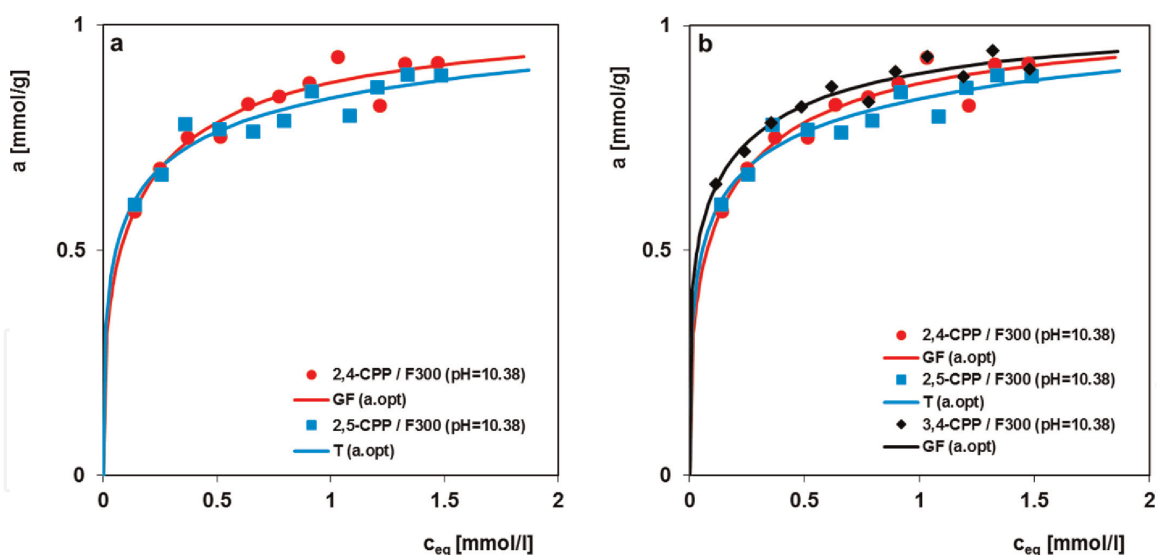 a
a [mmol/g]
1
0.5
0
0
0.5
1
1.5
2
c_eq [mmol/l]
2,4-CPP / F300 (pH=10.38)
GF (a.opt)
2,5-CPP / F300 (pH=10.38)
T (a.opt)
b
a [mmol/g]
1
0.5
0
0
0.5
1
1.5
2
c_eq [mmol/l]
2,4-CPP / F300 (pH=10.38)
GF (a.opt)
2,5-CPP / F300 (pH=10.38)
T (a.opt)
3,4-CPP / F300 (pH=10.38)
GF (a.opt)